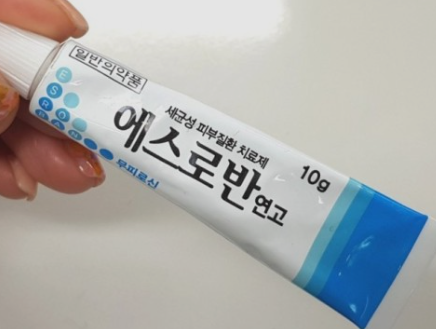 일반의약품
ESROBAN
세균성 피부질환 치료제
에스로반연고
무피로신
10g